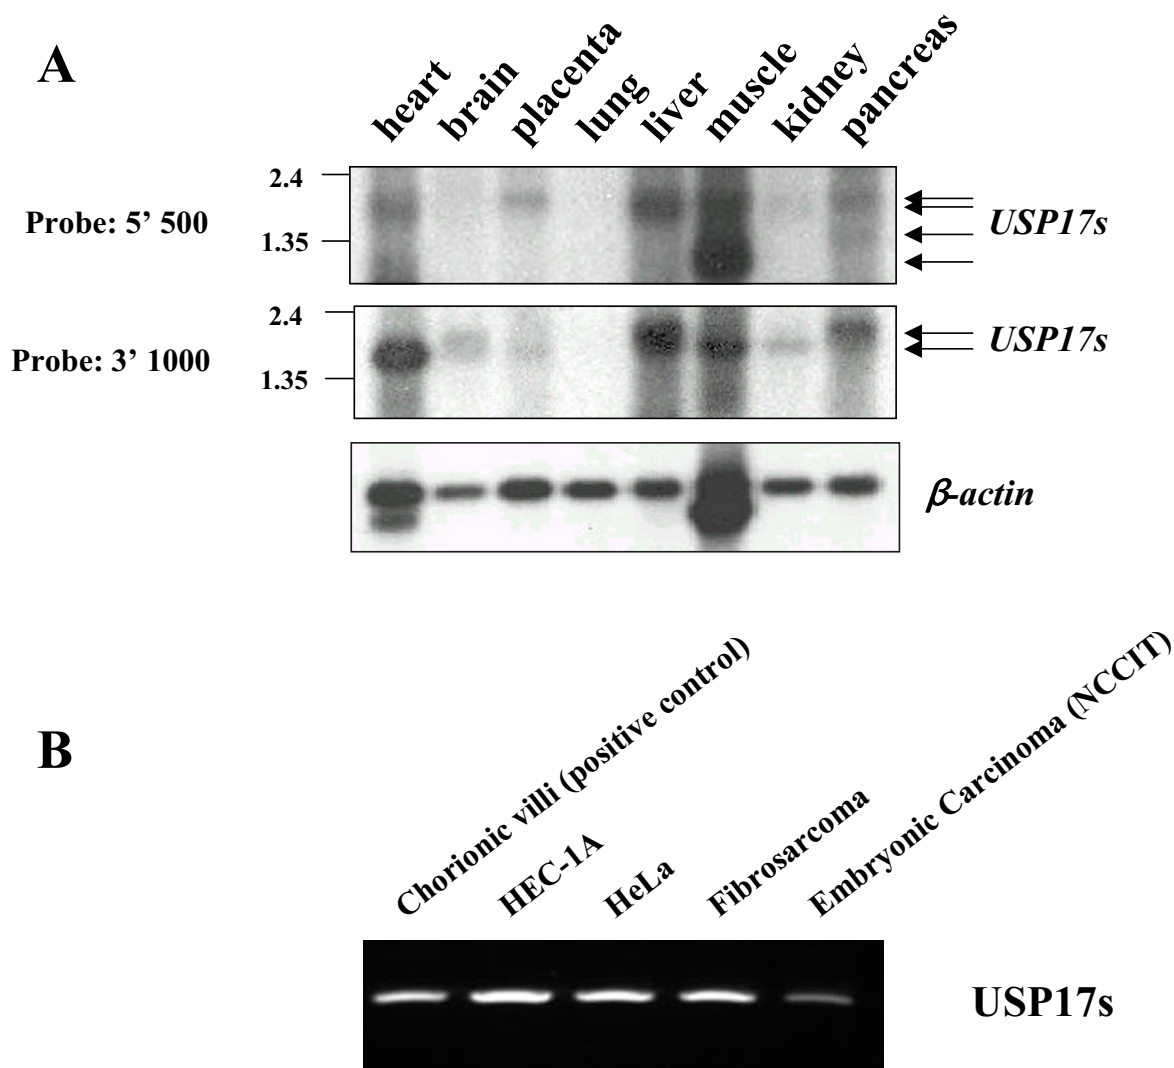 A
heart
brain
placenta
lung
liver
muscle
kidney
pancreas
2.4
Probe: 5’ 500
1.35
USP17s
2.4
Probe: 3’ 1000
1.35
USP17s
β-actin
B
Chorionic villi (positive control)
HEC-1A
HeLa
Fibrosarcoma
Embryonic Carcinoma (NCCIT)
USP17s